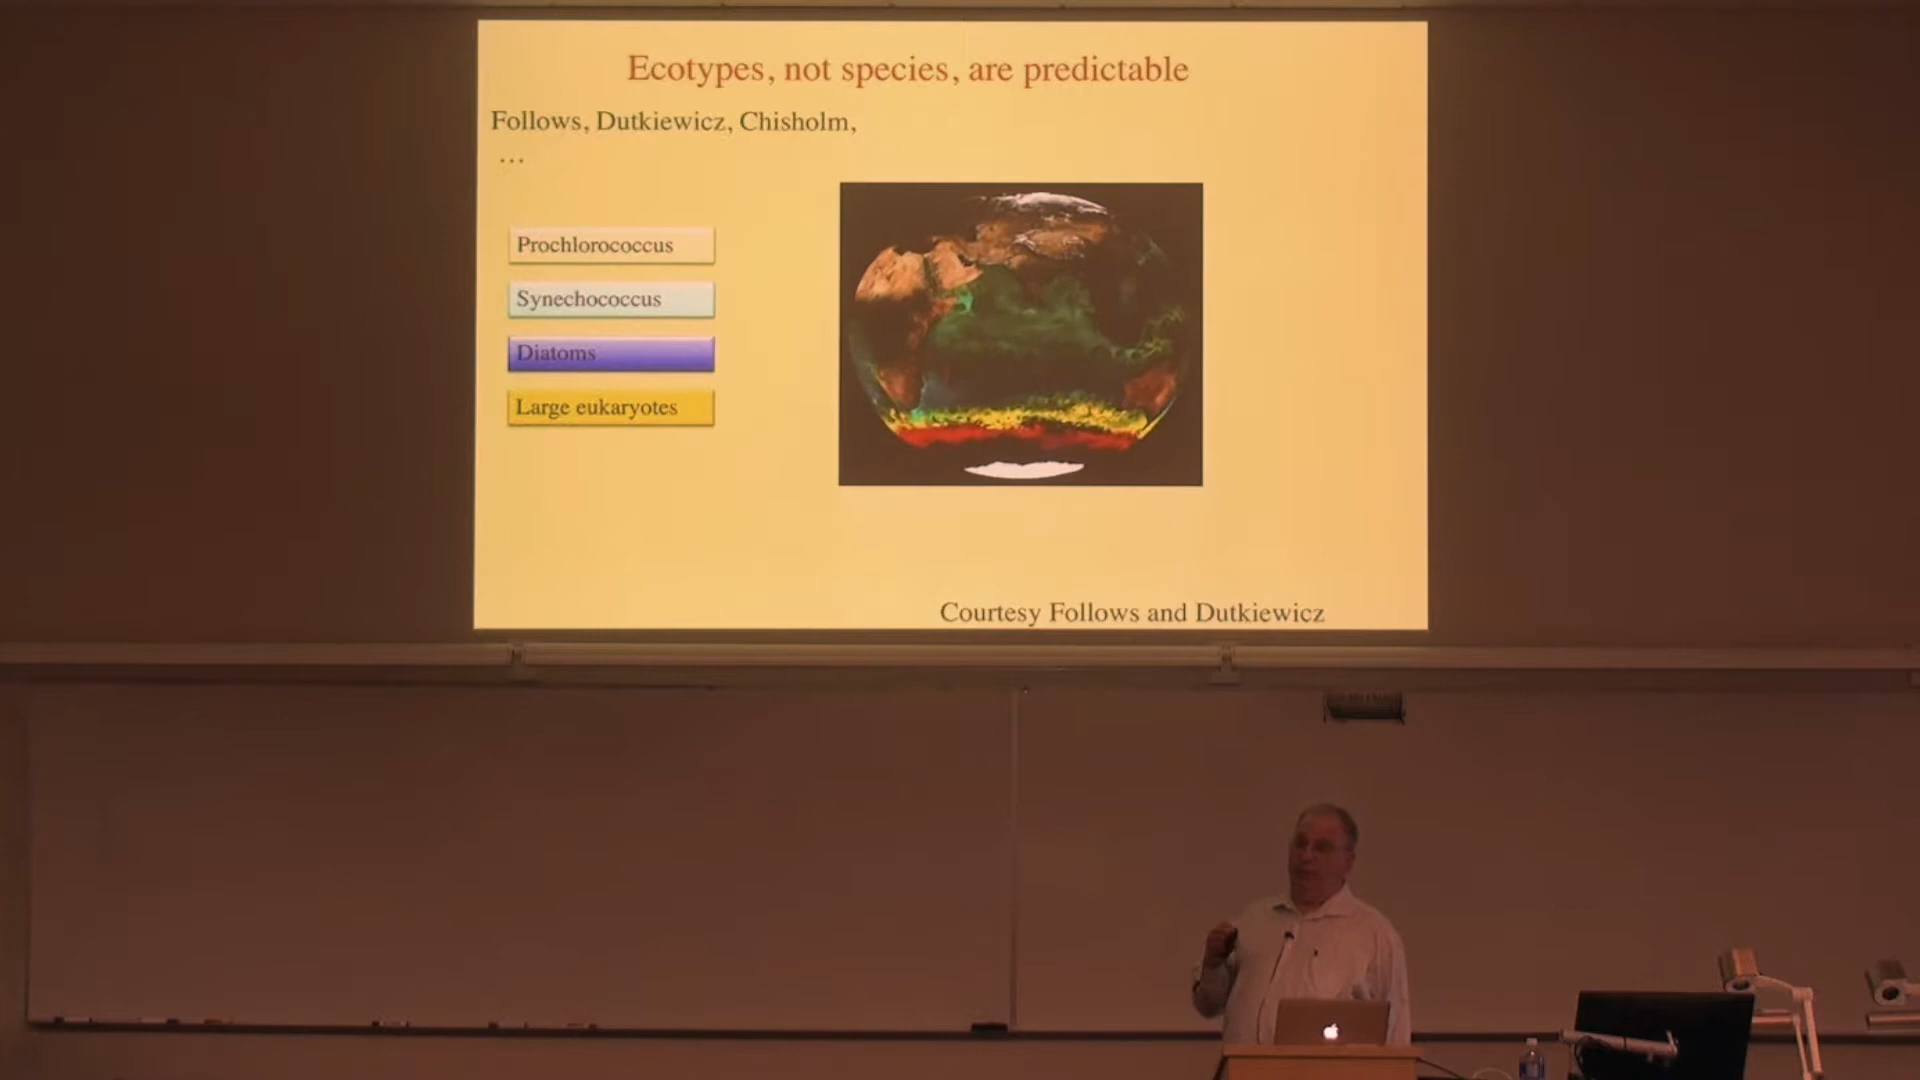 Ecotypes, not species, are predictable
Follows, Dutkiewicz, Chisholm,
…
Prochlorococcus
Synechococcus
Diatoms
Large eukaryotes
Courtesy Follows and Dutkiewicz